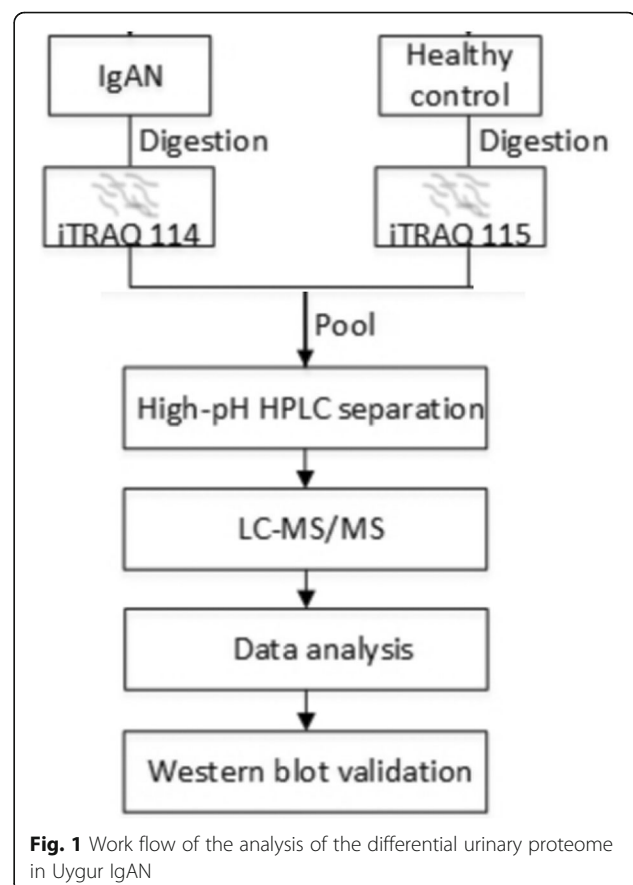 IgAN
Healthy
control
Digestion
Digestion
iTRAQ 114
iTRAQ 115
Pool
High-pH HPLC separation
LC-MS/MS
Data analysis
Western blot validation
Fig. 1 Work flow of the analysis of the differential urinary proteome
in Uygur IgAN